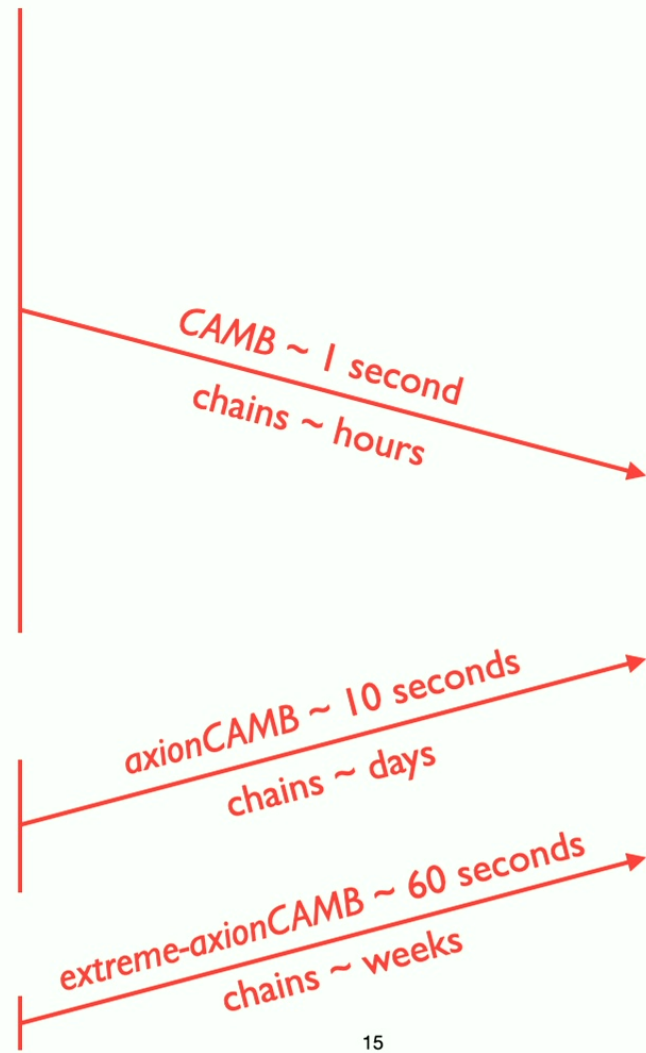 CAMB ~ 1 second
chains ~ hours
axionCAMB ~ 10 seconds
chains ~ days
extreme-axionCAMB ~ 60 seconds
chains ~ weeks
15